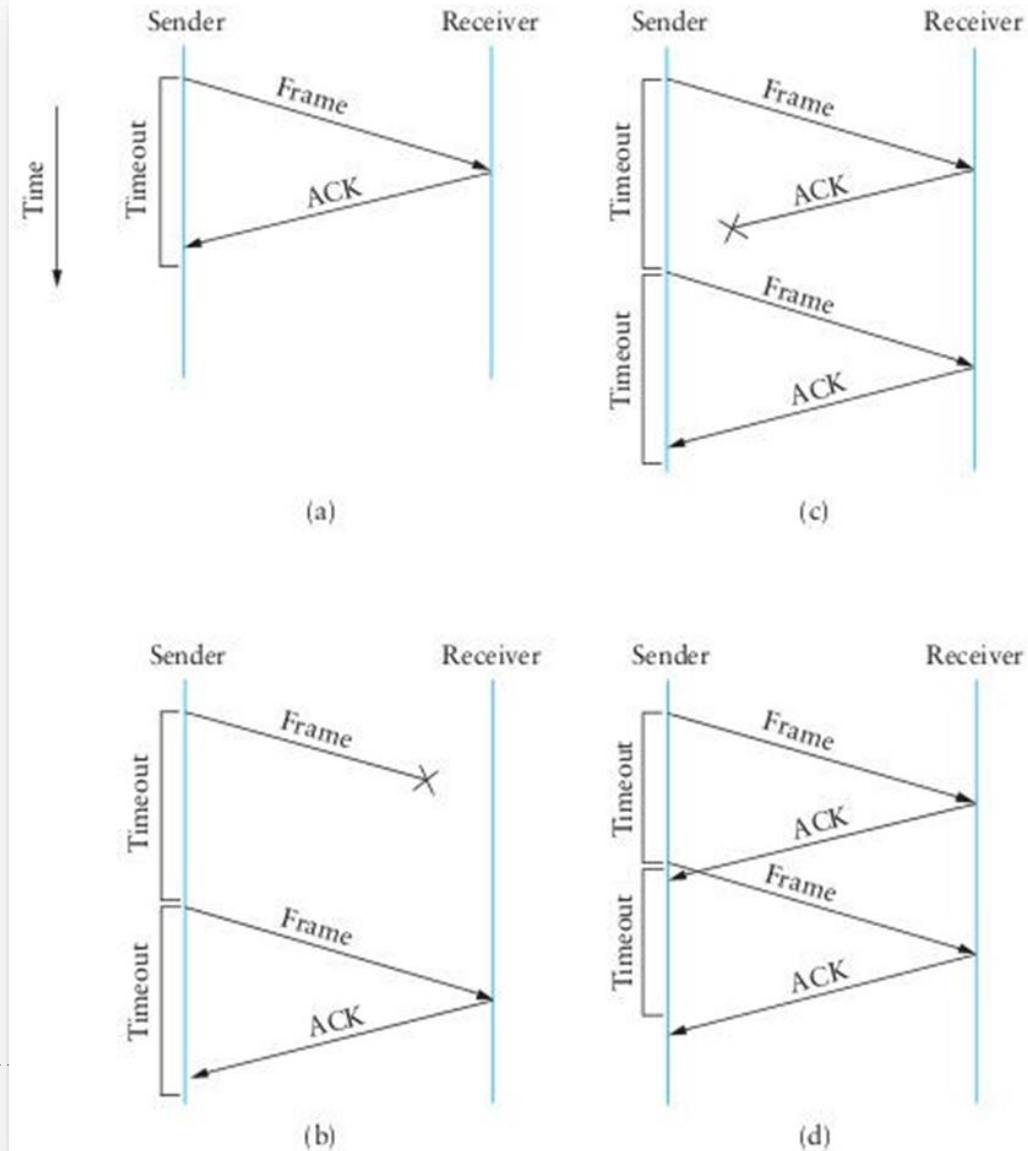 Sender
Receiver
Time
Timeout
Frame
ACK
(a)
Sender
Receiver
Timeout
Frame
ACK
Timeout
Frame
ACK
(c)
Sender
Receiver
Timeout
Frame
Timeout
Frame
ACK
(b)
Sender
Receiver
Timeout
Frame
ACK
Timeout
Frame
ACK
(d)